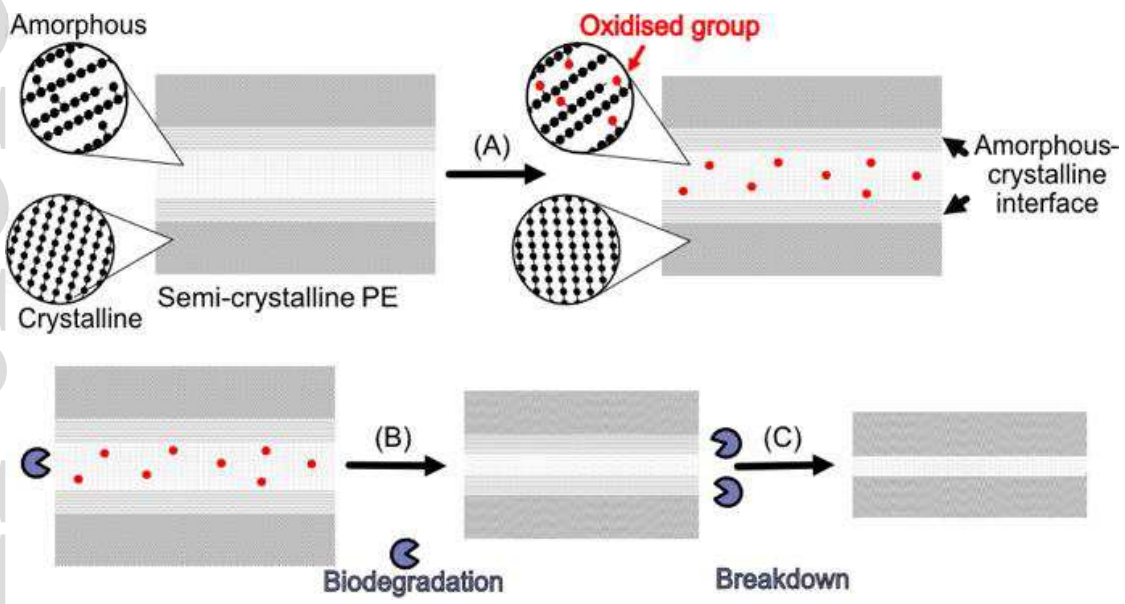 Amorphous
Oxidised group
(A)
Amorphous-
crystalline
interface
Semi-crystalline PE
Crystalline
(B)
(C)
Biodegradation
Breakdown